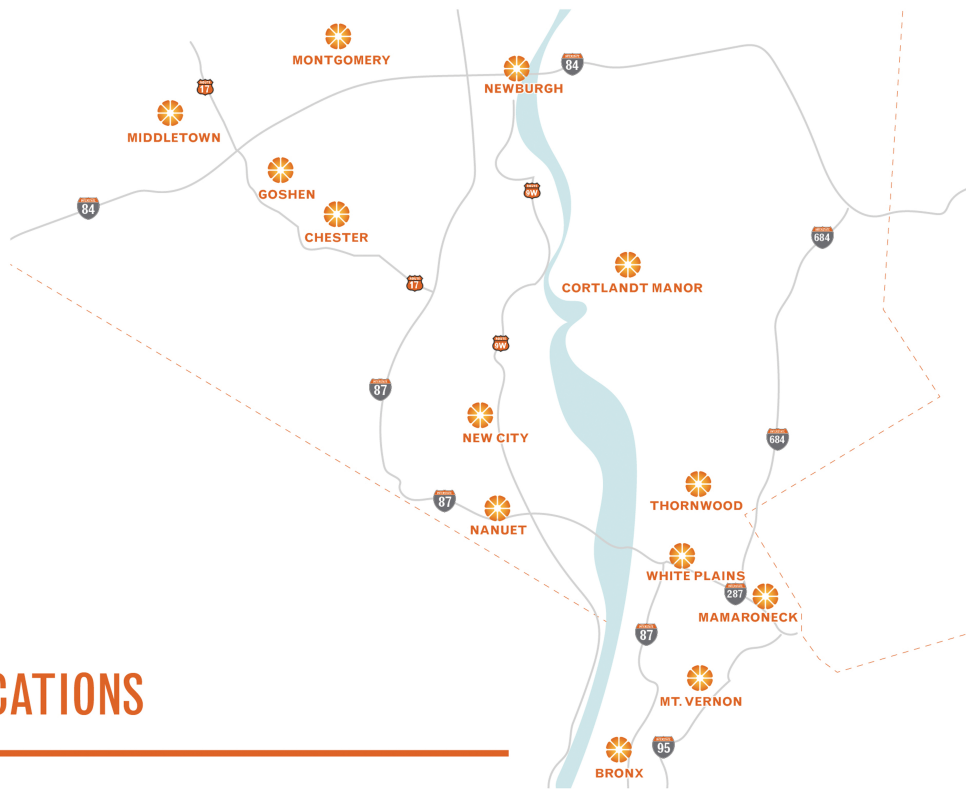 MONTGOMERY
84
NEWBURGH
17
MIDDLETOWN
GOSHEN
9W
84
CHESTER
684
17
CORTLANDT MANOR
9W
87
NEW CITY
684
87
THORNWOOD
NANUET
WHITE PLAINS
287
MAMARONECK
87
CATIONS
MT. VERNON
95
BRONX